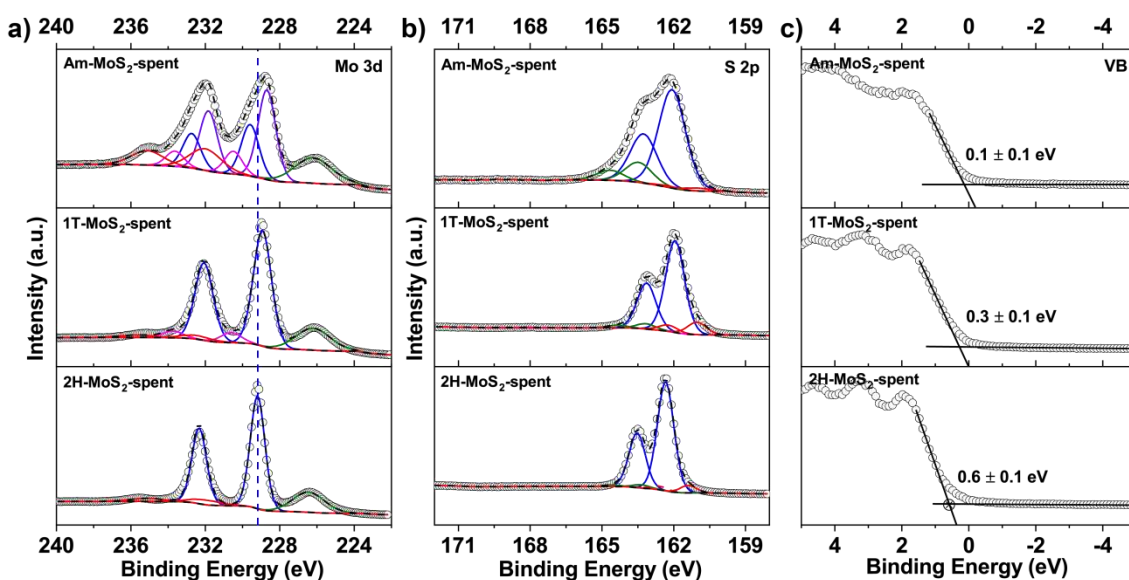 a)
240 236 232 228 224
Am-MoS₂-spent
Mo 3d
1T-MoS₂-spent
2H-MoS₂-spent
Intensity (a.u.)
240 236 232 228 224
Binding Energy (eV)
b)
171 168 165 162 159
Am-MoS₂-spent
S 2p
1T-MoS₂-spent
2H-MoS₂-spent
Intensity (a.u.)
171 168 165 162 159
Binding Energy (eV)
c)
4 2 0 -2 -4
Am-MoS₂-spent
VB
0.1 ± 0.1 eV
1T-MoS₂-spent
0.3 ± 0.1 eV
2H-MoS₂-spent
0.6 ± 0.1 eV
4 2 0 -2 -4
Binding Energy (eV)